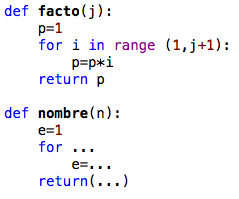 def facto(j):
    p=1
    for i in range (1,j+1):
        p=p*i
    return p

def nombre(n):
    e=1
    for ...
        e=...
    return(...)